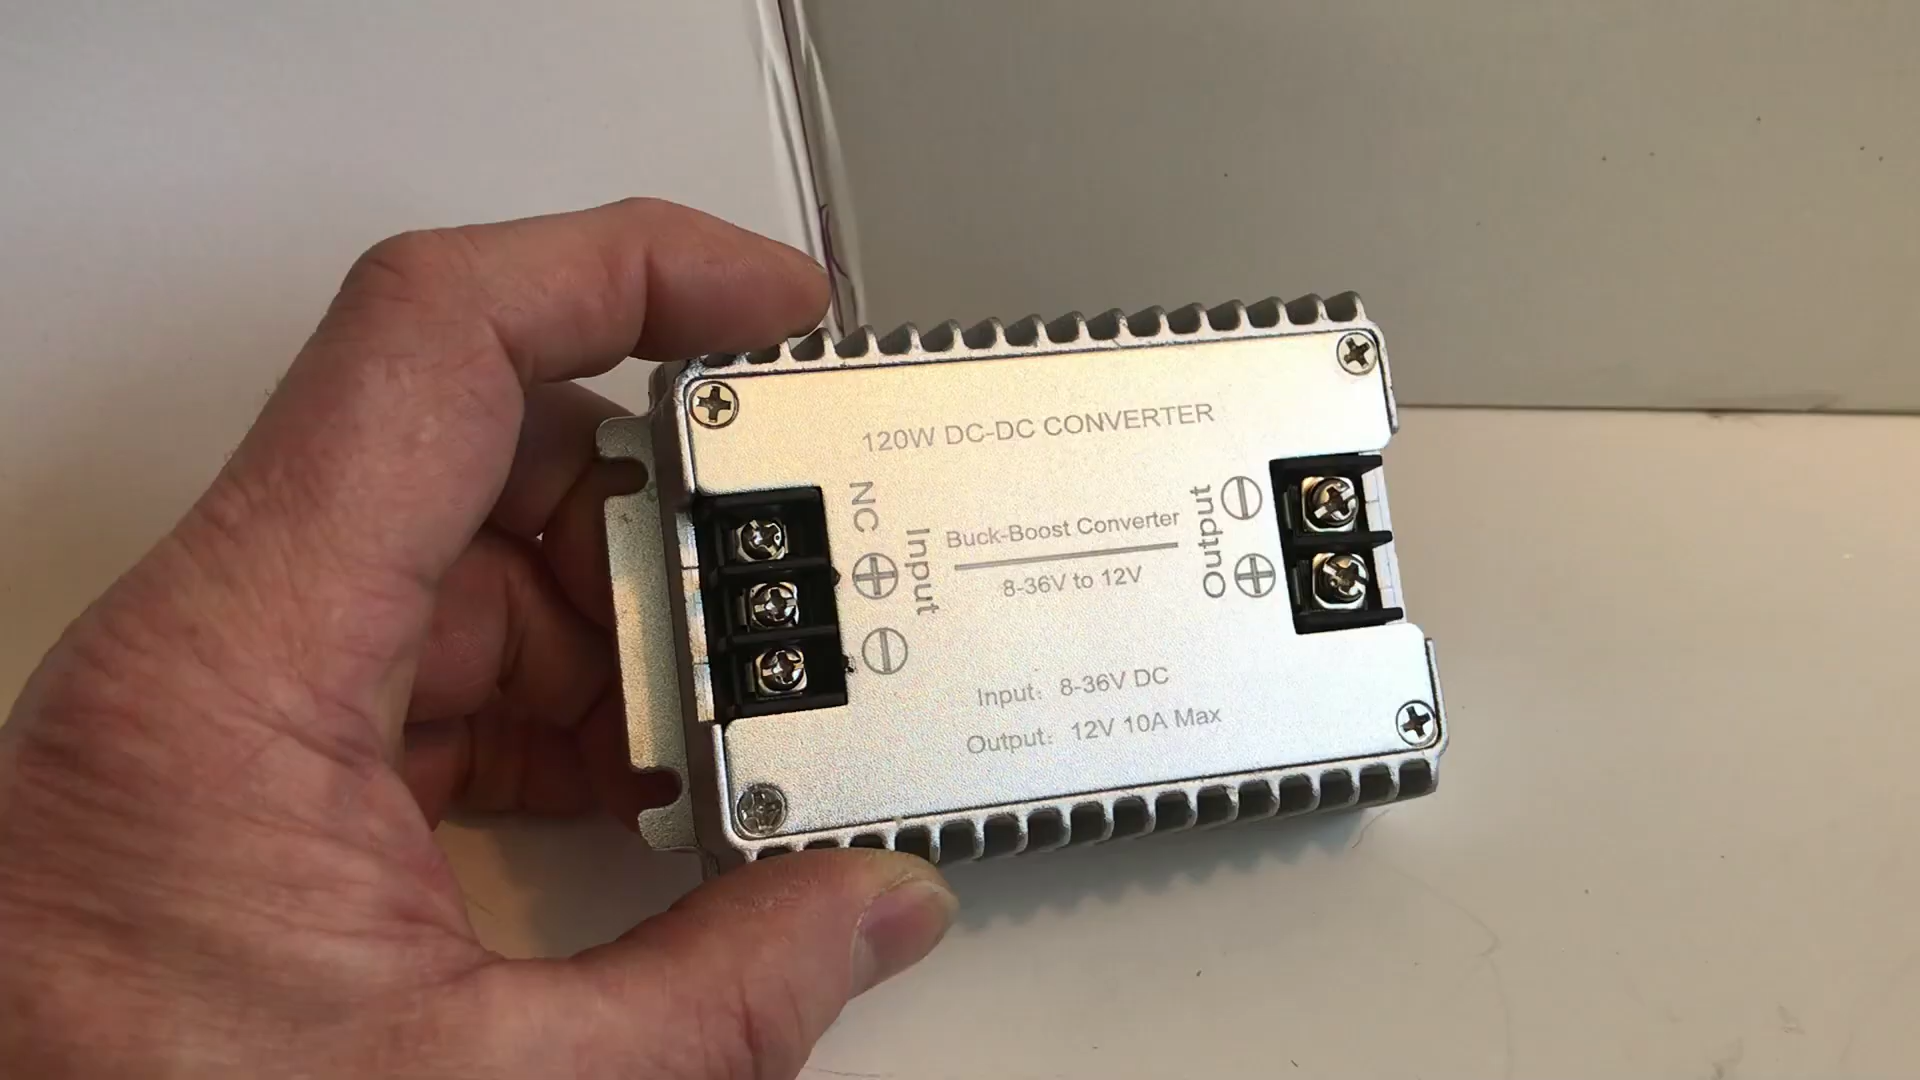 120W DC-DC CONVERTER
NC
Input
Buck-Boost Converter
8-36V to 12V
Output
Input: 8-36V DC
Output: 12V 10A Max